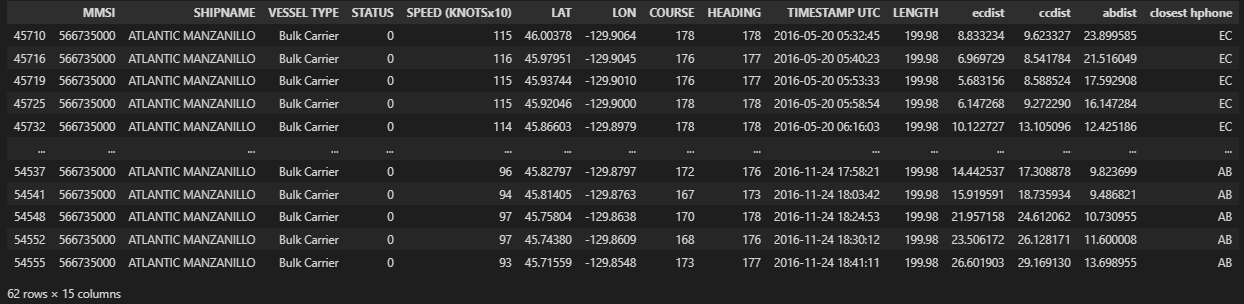 MMSI SHIPNAME VESSEL TYPE STATUS SPEED (KNOTSx10) LAT LON COURSE HEADING TIMESTAMP UTC LENGTH ecdist ccdist abdist closest hphone
45710 566735000 ATLANTIC MANZANILLO Bulk Carrier 0 115 46.00378 -129.9064 178 178 2016-05-20 05:32:45 199.98 8.833234 9.623327 23.899585 EC
45716 566735000 ATLANTIC MANZANILLO Bulk Carrier 0 116 45.97951 -129.9045 176 177 2016-05-20 05:40:23 199.98 6.969729 8.541784 21.516049 EC
45719 566735000 ATLANTIC MANZANILLO Bulk Carrier 0 115 45.93744 -129.9010 176 177 2016-05-20 05:53:33 199.98 5.683156 8.588524 17.592908 EC
45725 566735000 ATLANTIC MANZANILLO Bulk Carrier 0 115 45.92046 -129.9000 178 178 2016-05-20 05:58:54 199.98 6.147268 9.272290 16.147284 EC
45732 566735000 ATLANTIC MANZANILLO Bulk Carrier 0 114 45.86603 -129.8979 178 178 2016-05-20 06:16:03 199.98 10.122727 13.105096 12.425186 EC
... ... ... ... ... ... ... ... ... ... ... ... ... ... ... ...
54537 566735000 ATLANTIC MANZANILLO Bulk Carrier 0 96 45.82797 -129.8797 172 176 2016-11-24 17:58:21 199.98 14.442537 17.308878 9.823699 AB
54541 566735000 ATLANTIC MANZANILLO Bulk Carrier 0 94 45.81405 -129.8763 167 173 2016-11-24 18:03:42 199.98 15.919591 18.735934 9.486821 AB
54548 566735000 ATLANTIC MANZANILLO Bulk Carrier 0 97 45.75804 -129.8638 170 178 2016-11-24 18:24:53 199.98 21.957158 24.612062 10.730955 AB
54552 566735000 ATLANTIC MANZANILLO Bulk Carrier 0 97 45.74380 -129.8609 168 176 2016-11-24 18:30:12 199.98 23.506172 26.128171 11.600008 AB
54555 566735000 ATLANTIC MANZANILLO Bulk Carrier 0 93 45.71559 -129.8548 173 177 2016-11-24 18:41:11 199.98 26.601903 29.169130 13.698955 AB
62 rows × 15 columns